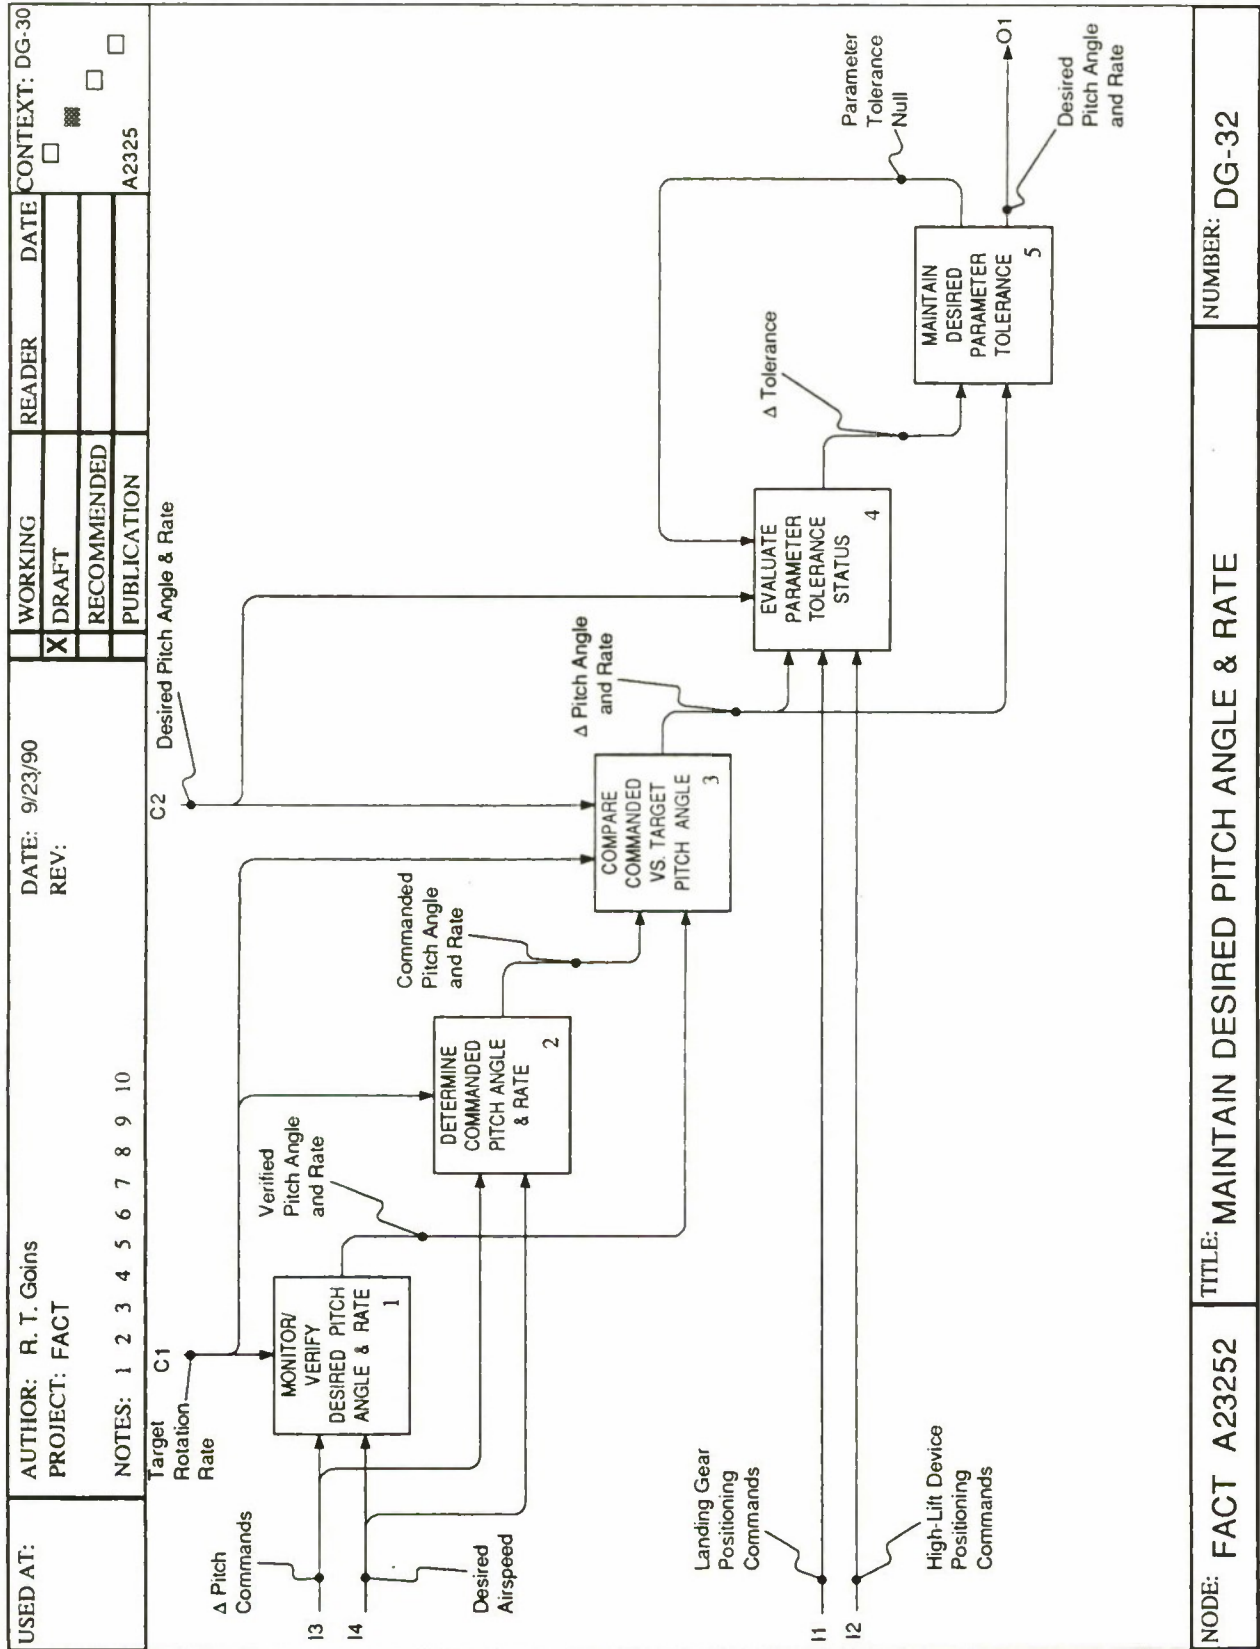 USED AT:
AUTHOR: R. T. Goins
PROJECT: FACT
DATE: 9/23/90
REV:
NOTES: 1 2 3 4 5 6 7 8 9 10
WORKING
X DRAFT
RECOMMENDED
PUBLICATION
READER DATE
CONTEXT: DG-30
A2325
Target
Rotation
Rate
C1
C2
Desired Pitch Angle & Rate
Δ Pitch
Commands
I3
I4
Desired
Airspeed
MONITOR/
VERIFY
DESIRED PITCH
ANGLE & RATE
1
Verified
Pitch Angle
and Rate
DETERMINE
COMMANDED
PITCH ANGLE
& RATE
2
Commanded
Pitch Angle
and Rate
COMPARE
COMMANDED
VS. TARGET
PITCH ANGLE
3
Δ Pitch Angle
and Rate
EVALUATE
PARAMETER
TOLERANCE
STATUS
4
Δ Tolerance
MAINTAIN
DESIRED
PARAMETER
TOLERANCE
5
Parameter
Tolerance
Null
O1
Desired
Pitch Angle
and Rate
Landing Gear
Positioning
Commands
I1
I2
High-Lift Device
Positioning
Commands
NODE: FACT A23252
TITLE: MAINTAIN DESIRED PITCH ANGLE & RATE
NUMBER: DG-32